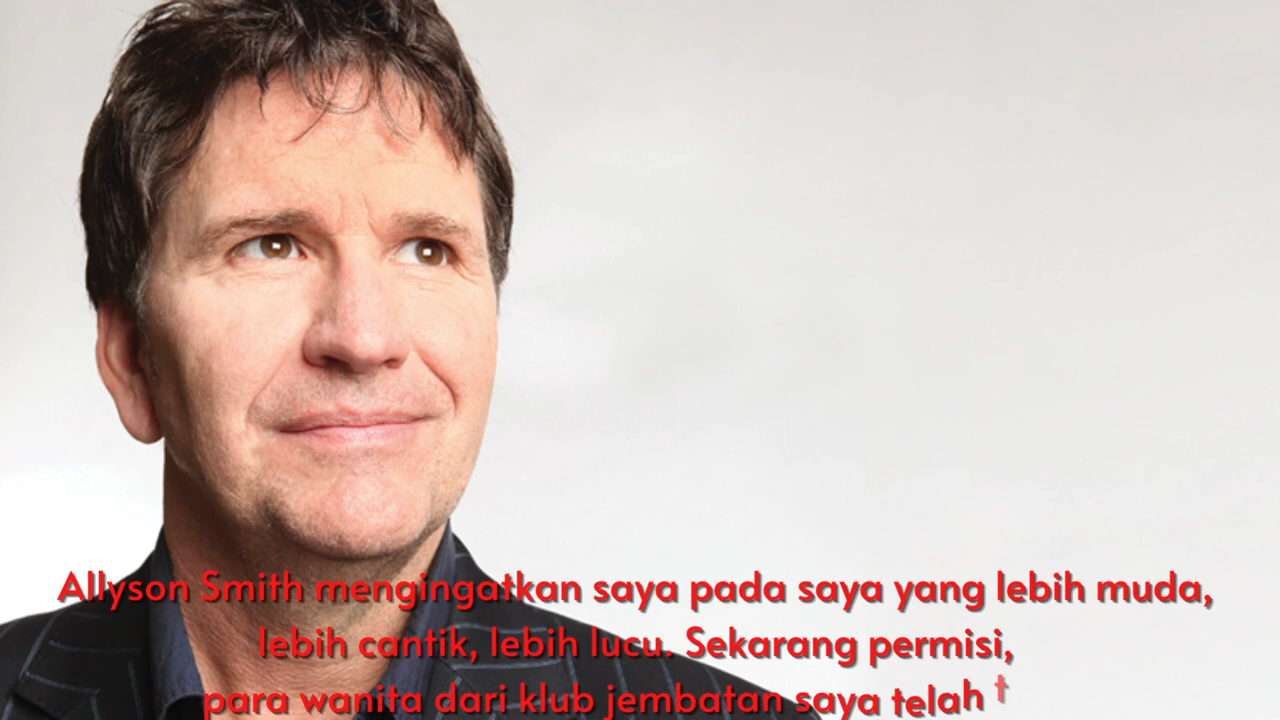 Allyson Smith mengingatkan saya pada saya yang lebih muda,
lebih cantik, lebih lucu. Sekarang permisi,
para wanita dari klub jembatan saya telah t